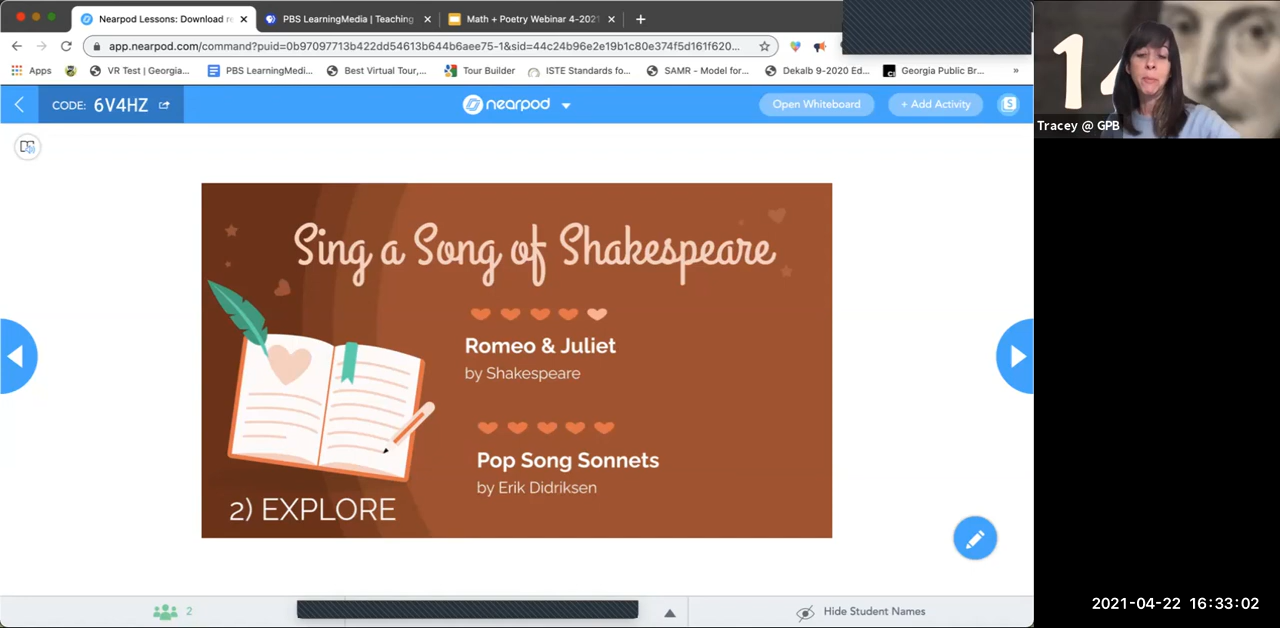 Nearpod Lessons: Download r
PBS LearningMedia | Teaching
Math + Poetry Webinar 4-2021
app.nearpod.com/command?puid=0b97097713b422dd54613b644b6aee75-1&sid=44c24b96e2e19b1c80e374f5d161f620...
Apps
VR Test | Georgia...
PBS LearningMedi...
Best Virtual Tour,...
Tour Builder
ISTE Standards fo...
SAMR - Model for...
Dekalb 9-2020 Ed...
Georgia Public Br...
»
CODE: 6V4HZ
nearpod
Open Whiteboard
+ Add Activity
S
14
Tracey @ GPB
Sing a Song of Shakespeare
Romeo & Juliet
by Shakespeare
Pop Song Sonnets
by Erik Didriksen
2) EXPLORE
2
Hide Student Names
2021-04-22 16:33:02